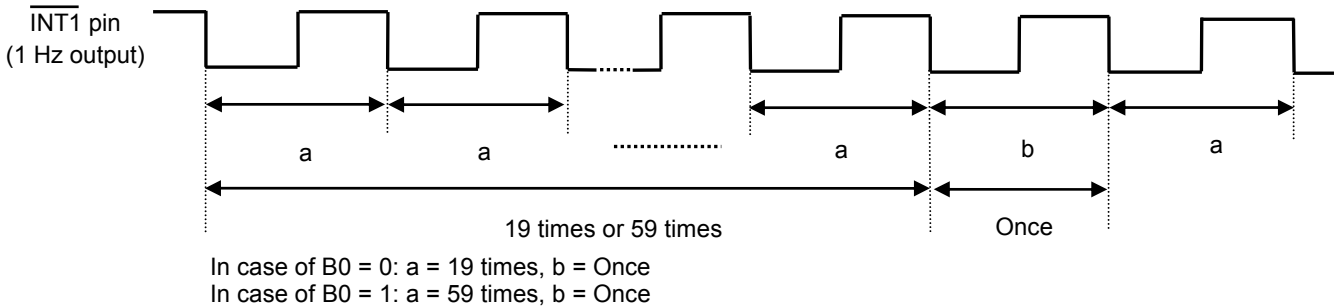 INT1 pin
(1 Hz output)
a a a b a
19 times or 59 times Once
In case of B0 = 0: a = 19 times, b = Once
In case of B0 = 1: a = 59 times, b = Once